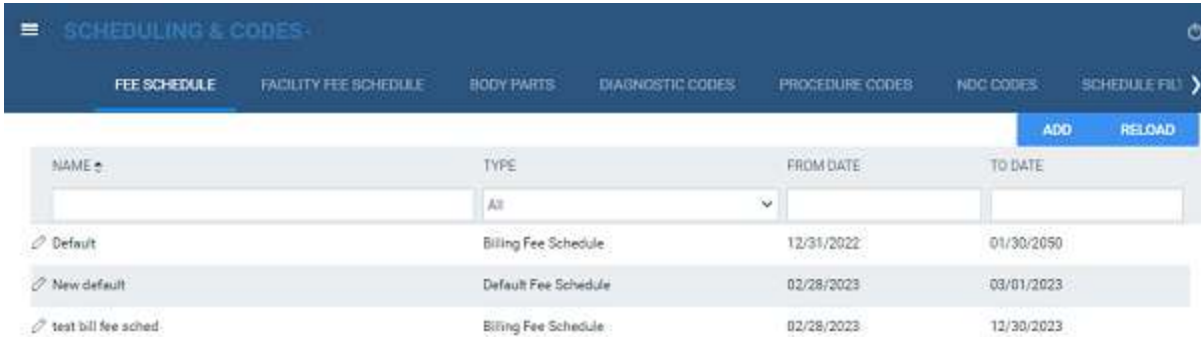 SCHEDULING & CODES
FEE SCHEDULE FACILITY FEE SCHEDULE BODY PARTS DIAGNOSTIC CODES PROCEDURE CODES NDC CODES SCHEDULE FIL
ADD RELOAD
NAME TYPE FROM DATE TO DATE
All
Default Billing Fee Schedule 12/31/2022 01/30/2050
New default Default Fee Schedule 02/28/2023 03/01/2023
test bill fee sched Billing Fee Schedule 02/28/2023 12/30/2023